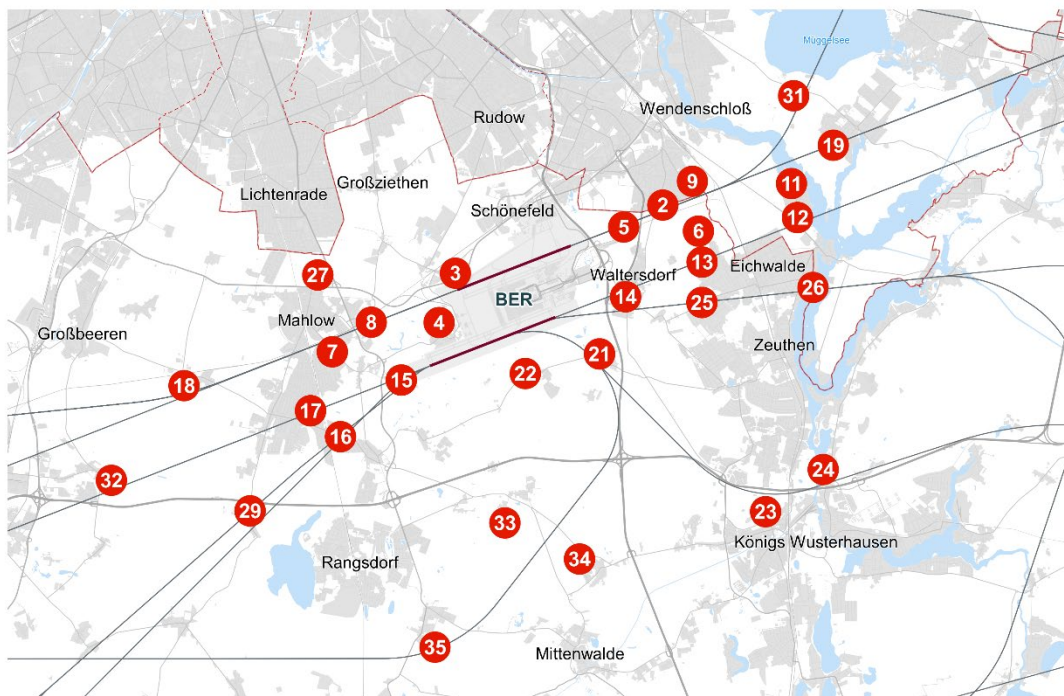 Müggelsee
31
Wendenschloß
Rudow
19
9
11
Lichtenrade
Großziethen
2
Schönefeld
12
5
6
13
Eichwalde
3
27
Waltersdorf
26
BER
14
25
Mahlow
8
4
Großbeeren
Zeuthen
7
21
22
18
15
17
16
24
32
29
23
33
Königs Wusterhausen
Rangsdorf
34
35
Mittenwalde